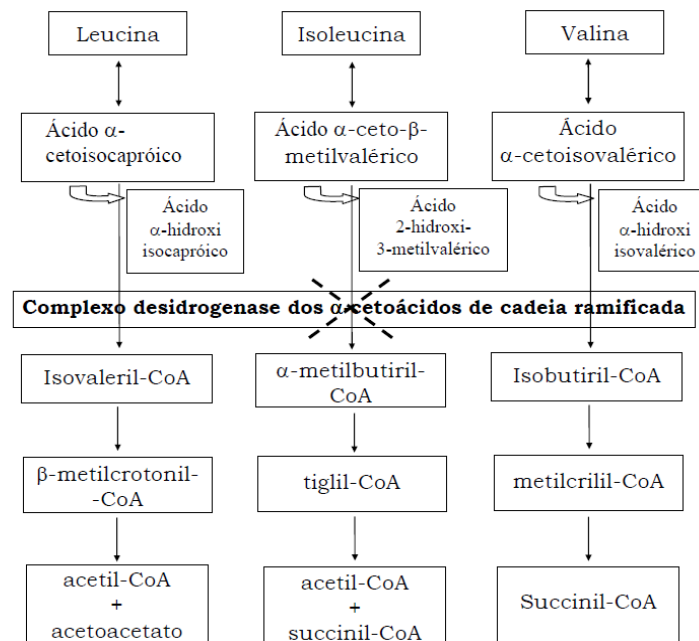 Leucina
Isoleucina
Valina
Ácido α-
cetoisocapróico
Ácido α-ceto-β-
metilvalérico
Ácido
α-cetoisovalérico
Ácido
α-hidroxi
isocapróico
Ácido
2-hidroxi-
3-metilvalérico
Ácido
α-hidroxi
isovalérico
Complexo desidrogenase dos α-cetoácidos de cadeia ramificada
Isovaleril-CoA
α-metilbutiril-
CoA
Isobutiril-CoA
β-metilcrotonil-
-CoA
tiglil-CoA
metilcrilil-CoA
acetil-CoA
+
acetoacetato
acetil-CoA
+
succinil-CoA
Succinil-CoA